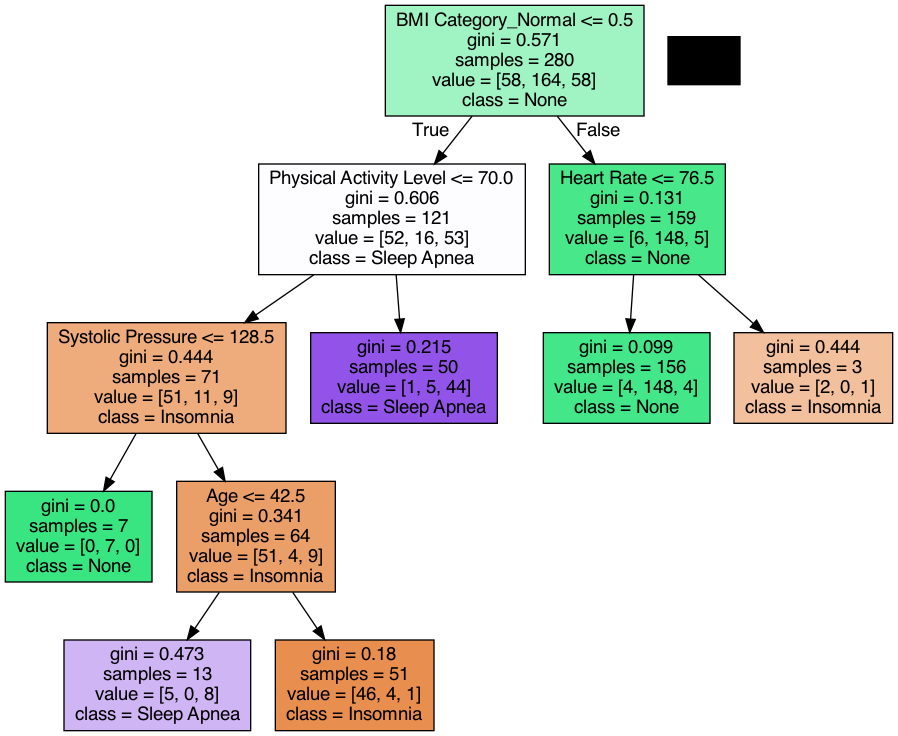 BMI Category_Normal <= 0.5
gini = 0.571
samples = 280
value = [58, 164, 58]
class = None
True
False
Physical Activity Level <= 70.0
gini = 0.606
samples = 121
value = [52, 16, 53]
class = Sleep Apnea
Heart Rate <= 76.5
gini = 0.131
samples = 159
value = [6, 148, 5]
class = None
Systolic Pressure <= 128.5
gini = 0.444
samples = 71
value = [51, 11, 9]
class = Insomnia
gini = 0.215
samples = 50
value = [1, 5, 44]
class = Sleep Apnea
gini = 0.099
samples = 156
value = [4, 148, 4]
class = None
gini = 0.444
samples = 3
value = [2, 0, 1]
class = Insomnia
gini = 0.0
samples = 7
value = [0, 7, 0]
class = None
Age <= 42.5
gini = 0.341
samples = 64
value = [51, 4, 9]
class = Insomnia
gini = 0.473
samples = 13
value = [5, 0, 8]
class = Sleep Apnea
gini = 0.18
samples = 51
value = [46, 4, 1]
class = Insomnia